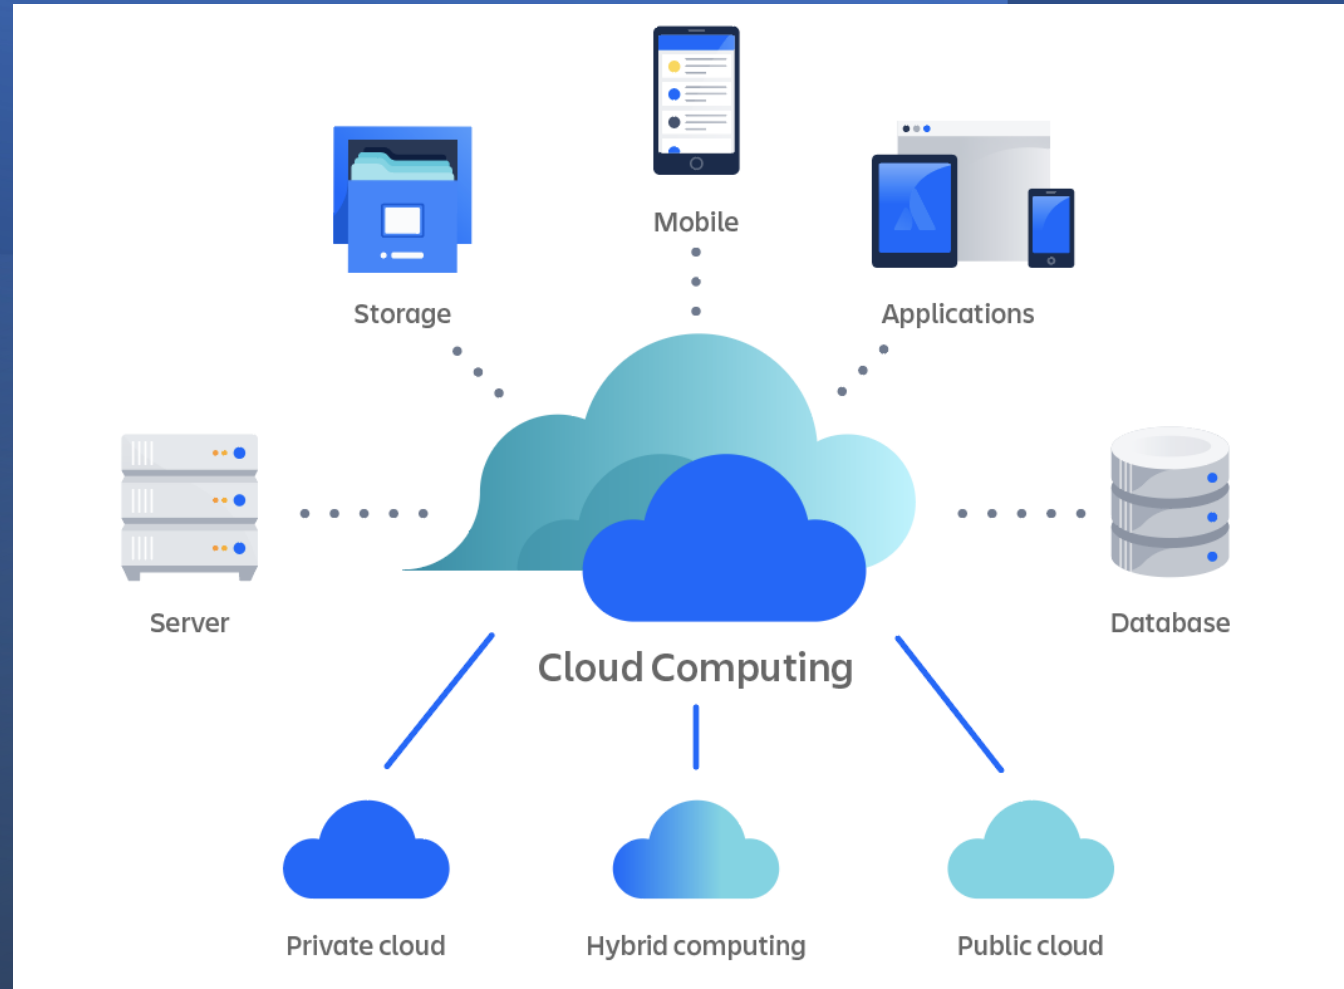 Mobile
Storage
Applications
Server
Database
Cloud Computing
Private cloud
Hybrid computing
Public cloud